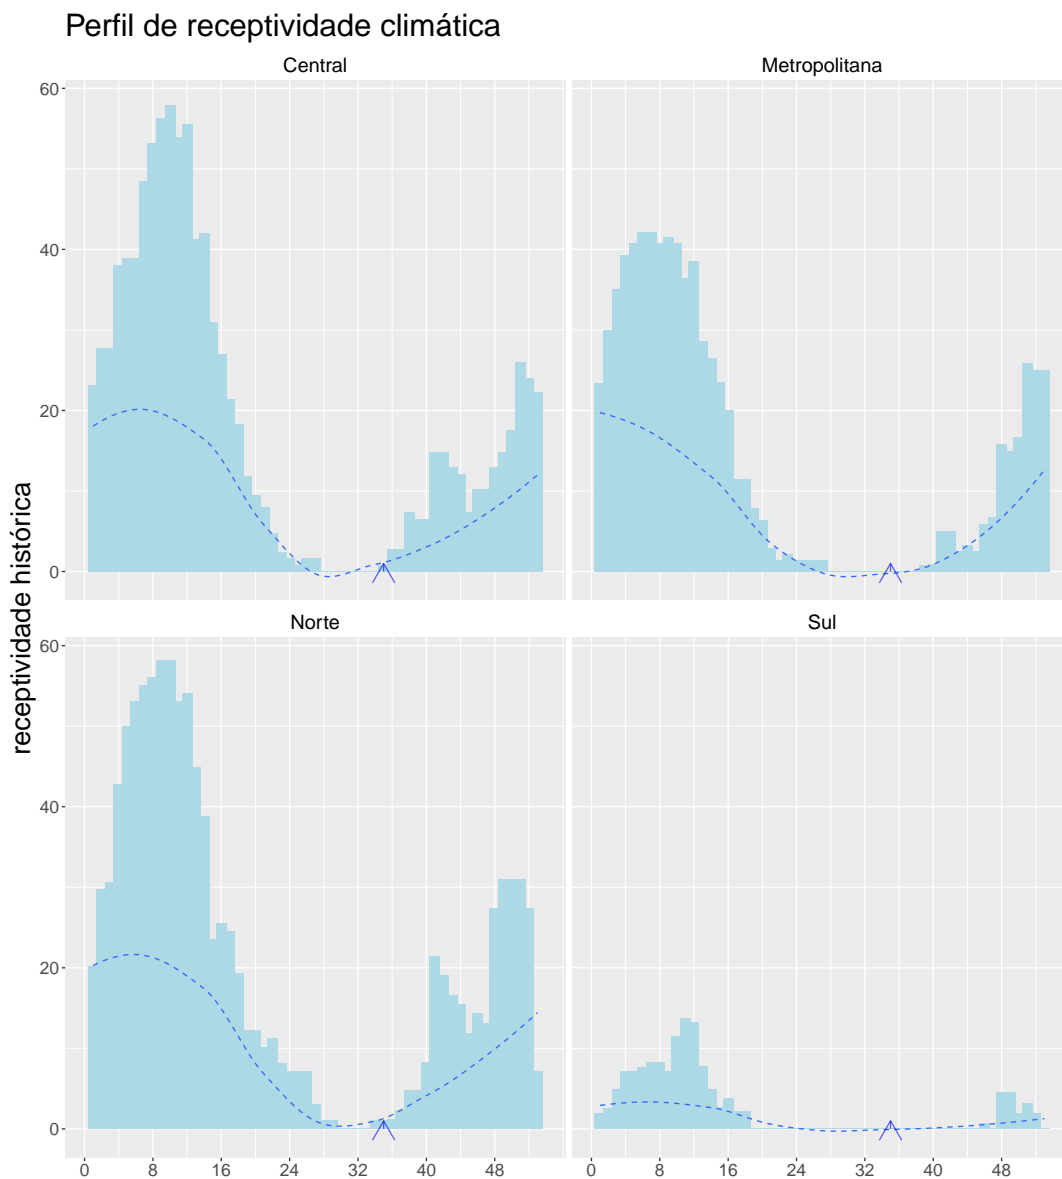 Perfil de receptividade climática
Central
Metropolitana
60
40
20
0
receptividade histórica
Norte
Sul
60
40
20
0
0 8 16 24 32 40 48
0 8 16 24 32 40 48